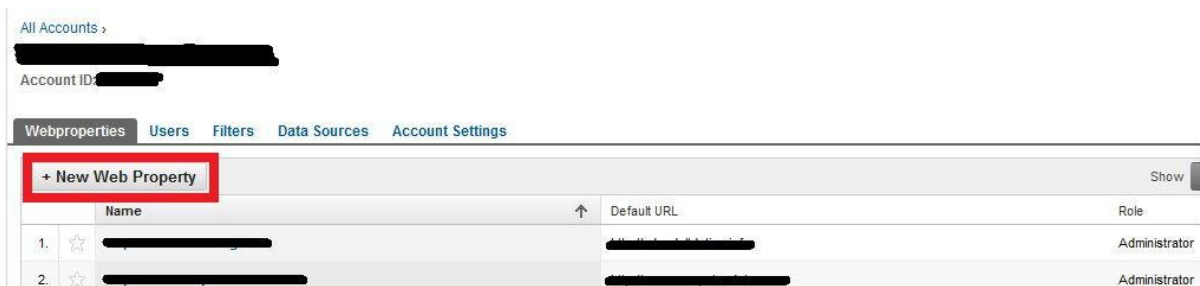 All Accounts ›
Account ID:
Webproperties Users Filters Data Sources Account Settings
+ New Web Property Show
Name Default URL Role
1. Administrator
2. Administrator